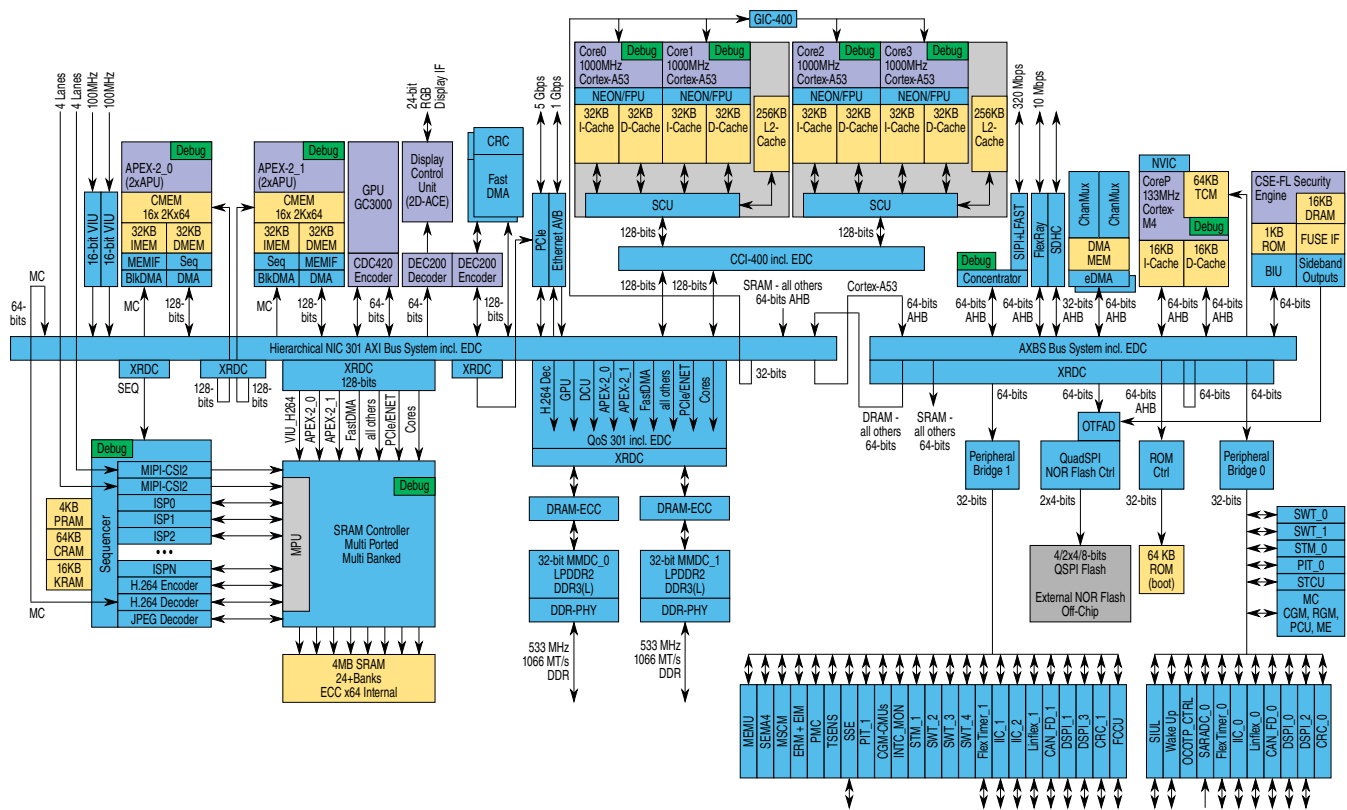 GIC-400
4 Lanes
4 Lanes
100MHz
100MHz
24-bit
RGB
Display IF
5 Gbps
1 Gbps
320 Mbps
10 Mbps
Core0
1000MHz
Cortex-A53
Debug
NEON/FPU
32KB
I-Cache
32KB
D-Cache
Core1
1000MHz
Cortex-A53
Debug
NEON/FPU
32KB
I-Cache
32KB
D-Cache
256KB
L2-
Cache
SCU
128-bits
Core2
1000MHz
Cortex-A53
Debug
NEON/FPU
32KB
I-Cache
32KB
D-Cache
Core3
1000MHz
Cortex-A53
Debug
NEON/FPU
32KB
I-Cache
32KB
D-Cache
256KB
L2-
Cache
SCU
128-bits
CCI-400 incl. EDC
128-bits
128-bits
16-bit VIU
16-bit VIU
Debug
APEX-2_0
(2xAPU)
CMEM
16x 2Kx64
32KB
IMEM
32KB
DMEM
MEMIF
Seq
BlkDMA
DMA
MC
128-
bits
Debug
APEX-2_1
(2xAPU)
CMEM
16x 2Kx64
32KB
IMEM
32KB
DMEM
Seq
MEMIF
BlkDMA
DMA
MC
128-
bits
GPU
GC3000
CDC420
Encoder
64-
bits
Display
Control
Unit
(2D-ACE)
DEC200
Decoder
64-
bits
CRC
Fast
DMA
DEC200
Encoder
128-
bits
PCIe
Ethernet AVB
SRAM - all others
64-bits AHB
Cortex-A53
Debug
Concentrator
SIPI+LFAST
FlexRay
SDHC
64-bits
AHB
64-bits
AHB
ChanMux
ChanMux
DMA
MEM
eDMA
32-bits
AHB
64-bits
AHB
NVIC
CoreP
133MHz
Cortex-
M4
64KB
TCM
Debug
16KB
I-Cache
16KB
D-Cache
64-bits
AHB
64-bits
AHB
CSE-FL Security
Engine
16KB
DRAM
1KB
ROM
FUSE IF
BIU
Sideband
Outputs
64-bits
64-bits
AHB
MC
64-
bits
Hierarchical NIC 301 AXI Bus System incl. EDC
AXBS Bus System incl. EDC
XRDC
XRDC
SEQ
XRDC
128-
bits
128-
bits
XRDC
128-bits
XRDC
32-bits
VIU_H264
APEX-2_0
APEX-2_1
FastDMA
all others
PCIe/ENET
Cores
H.264 Dec
GPU
DCU
APEX-2_0
APEX-2_1
FastDMA
all others
PCIe/ENET
Cores
QoS 301 incl. EDC
XRDC
DRAM -
all others
64-bits
SRAM -
all others
64-bits
64-bits
64-bits
64-bits
AHB
64-bits
64-bits
OTFAD
Peripheral
Bridge 1
32-bits
QuadSPI
NOR Flash Ctrl
2x4-bits
ROM
Ctrl
32-bits
Peripheral
Bridge 0
32-bits
4/2x4/8-bits
QSPI Flash
External NOR Flash
Off-Chip
64 KB
ROM
(boot)
SWT_0
SWT_1
STM_0
PIT_0
STCU
MC
CGM, RGM,
PCU, ME
Debug
Sequencer
4KB
PRAM
64KB
CRAM
16KB
KRAM
MC
MIPI-CSI2
MIPI-CSI2
ISP0
ISP1
ISP2
•••
ISPN
H.264 Encoder
H.264 Decoder
JPEG Decoder
MPU
Debug
SRAM Controller
Multi Ported
Multi Banked
4MB SRAM
24+Banks
ECC x64 Internal
DRAM-ECC
DRAM-ECC
32-bit MMDC_0
LPDDR2
DDR3(L)
DDR-PHY
533 MHz
1066 MT/s
DDR
32-bit MMDC_1
LPDDR2
DDR3(L)
DDR-PHY
533 MHz
1066 MT/s
DDR
MEMU
SEMA4
MSCM
ERM + EIM
PMC
TSENS
SSE
PIT_1
CGM-CMUs
INTC_MON
STM_1
SWT_2
SWT_3
SWT_4
FlexTimer_1
IIC_1
IIC_2
Linflex_1
CAN_FD_1
DSPI_1
DSPI_3
CRC_1
FCCU
SIUL
Wake Up
OCOTP_CTRL
SARADC_0
FlexTimer_0
IIC_0
Linflex_0
CAN_FD_0
DSPI_0
DSPI_2
CRC_0